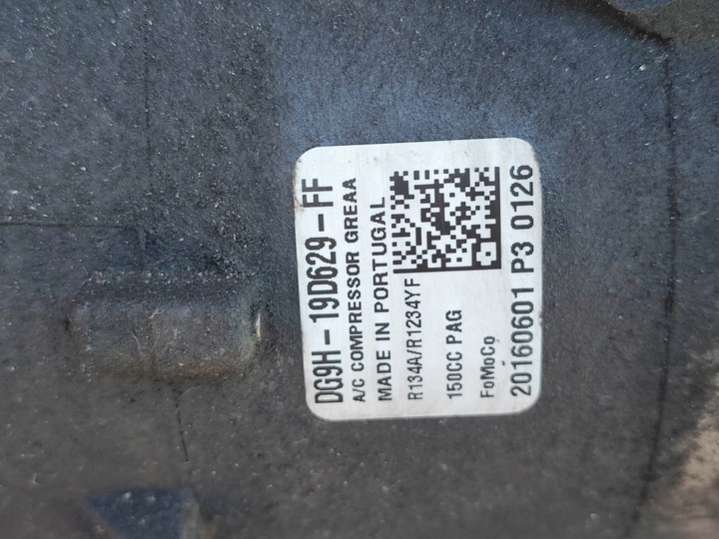 DG9H-19D629-FF
A/C COMPRESSOR GREAA
MADE IN PORTUGAL
R134A/R1234YF
150CC PAG
FoMoCo
20160601 P3 0126